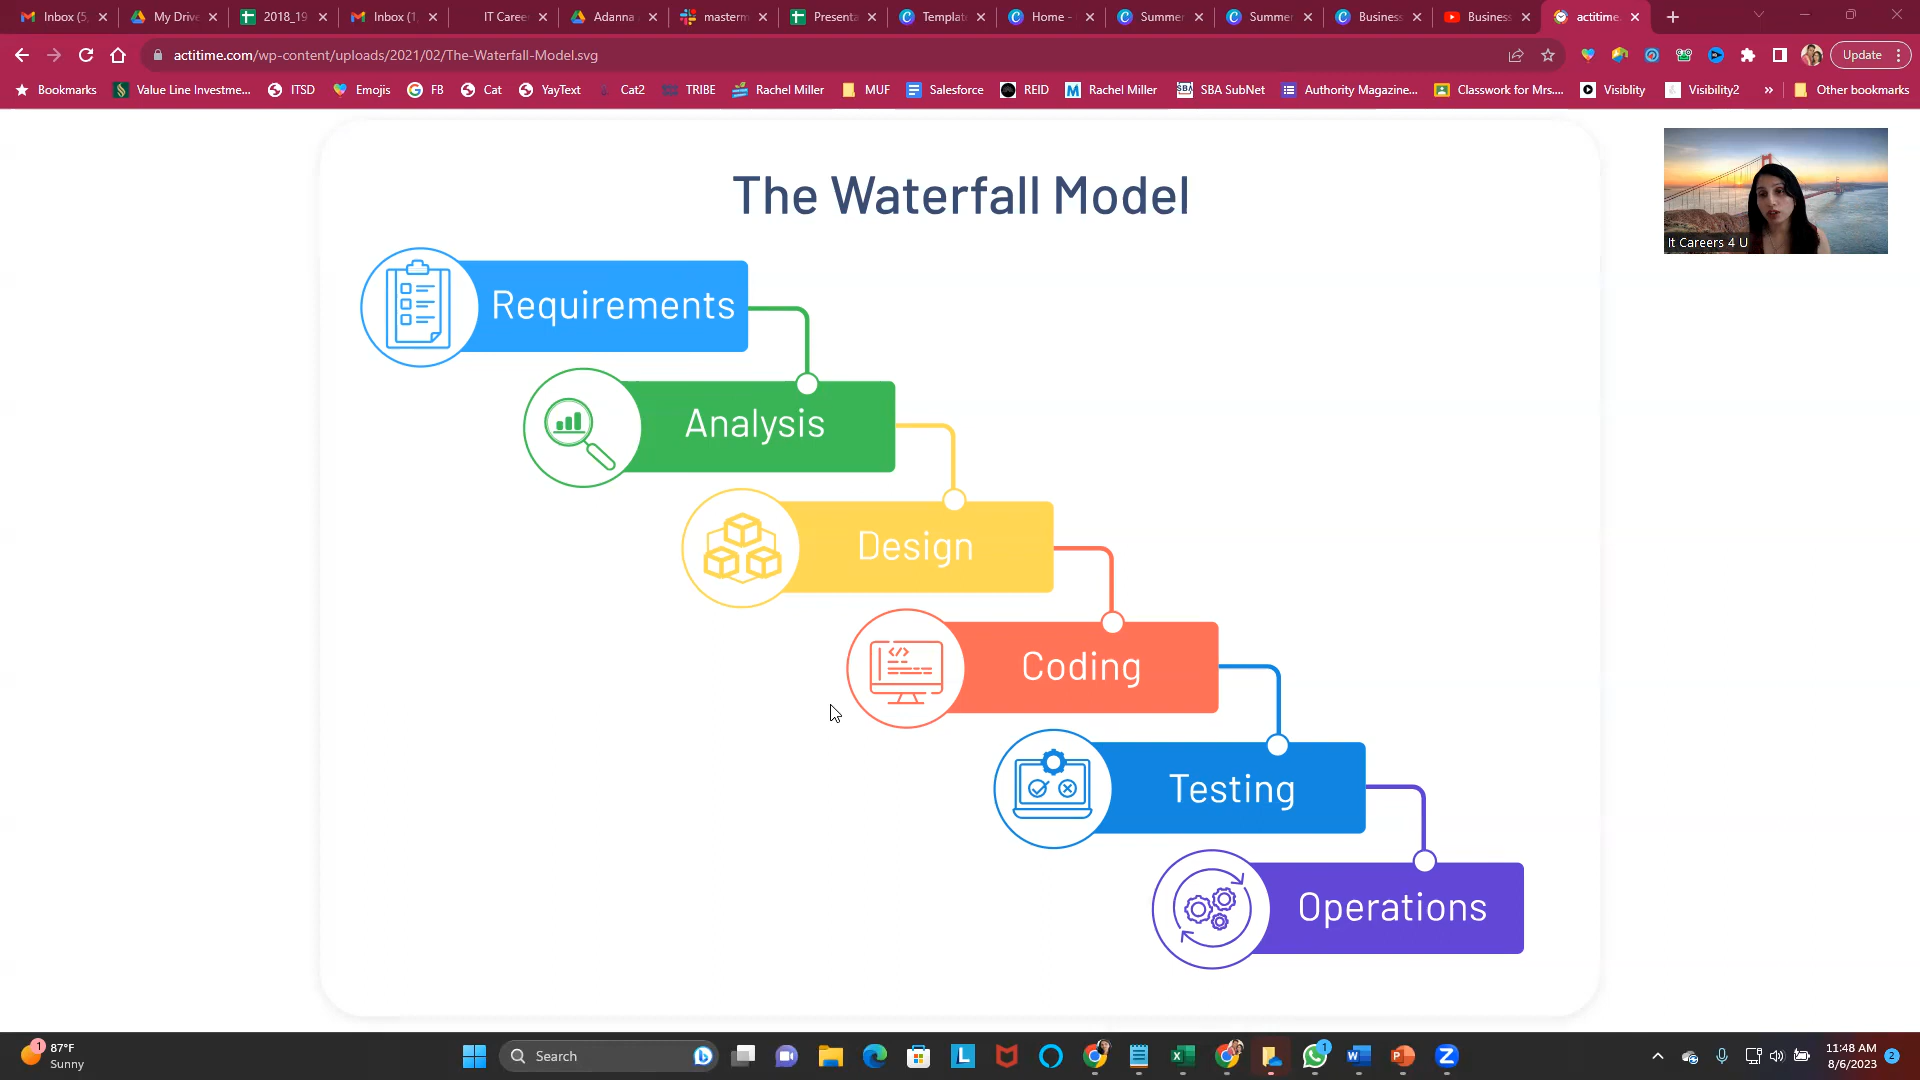 Inbox (5, My Drive 2018_19 Inbox (1, IT Caree Adanna masterm Presenta Templat Home - Summer Summer Business Business actitime
actitime.com/wp-content/uploads/2021/02/The-Waterfall-Model.svg Update
Bookmarks Value Line Investme... ITSD Emojis FB Cat YayText Cat2 TRIBE Rachel Miller MUF Salesforce REID Rachel Miller SBA SubNet Authority Magazine... Classwork for Mrs.... Visiblity Visibility2 » Other bookmarks
The Waterfall Model
It Careers 4 U
Requirements
Analysis
Design
Coding
Testing
Operations
1 87°F
Sunny
Search
1
11:48 AM
8/6/2023
2